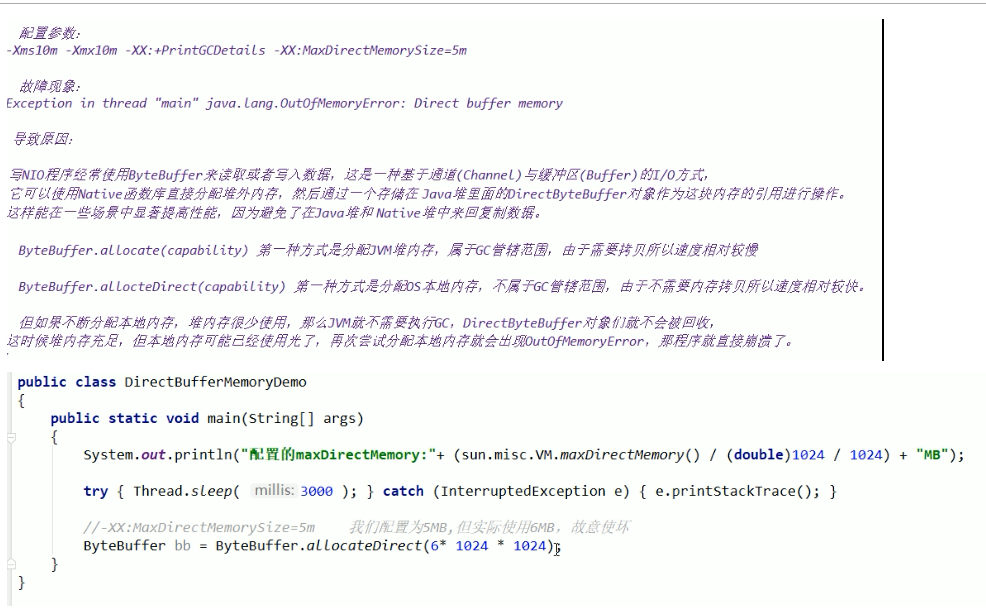 配置参数:
-Xms10m -Xmx10m -XX:+PrintGCDetails -XX:MaxDirectMemorySize=5m
故障现象:
Exception in thread "main" java.lang.OutOfMemoryError: Direct buffer memory
导致原因:
写NIO程序经常使用ByteBuffer来读取或者写入数据，这是一种基于通道(Channel)与缓冲区(Buffer)的I/O方式，
它可以使用Native函数库直接分配堆外内存，然后通过一个存储在Java堆里面的DirectByteBuffer对象作为这块内存的引用进行操作。
这样能在一些场景中显著提高性能，因为避免了在Java堆和Native堆中来回复制数据。
ByteBuffer.allocate(capability) 第一种方式是分配JVM堆内存，属于GC管辖范围，由于需要拷贝所以速度相对较慢
ByteBuffer.allocteDirect(capability) 第一种方式是分配OS本地内存，不属于GC管辖范围，由于不需要内存拷贝所以速度相对较快。
但如果不断分配本地内存，堆内存很少使用，那么JVM就不需要执行GC，DirectByteBuffer对象们就不会被回收，
这时候堆内存充足，但本地内存可能已经使用光了，再次尝试分配本地内存就会出现OutOfMemoryError，那程序就直接崩溃了。
public class DirectBufferMemoryDemo
{
public static void main(String[] args)
{
System.out.println("配置的maxDirectMemory:"+ (sun.misc.VM.maxDirectMemory() / (double)1024 / 1024) + "MB");
try { Thread.sleep( millis: 3000 ); } catch (InterruptedException e) { e.printStackTrace(); }
//-XX:MaxDirectMemorySize=5m 我们配置为5MB,但实际使用6MB，故意使坏
ByteBuffer bb = ByteBuffer.allocateDirect(6* 1024 * 1024);
}
}